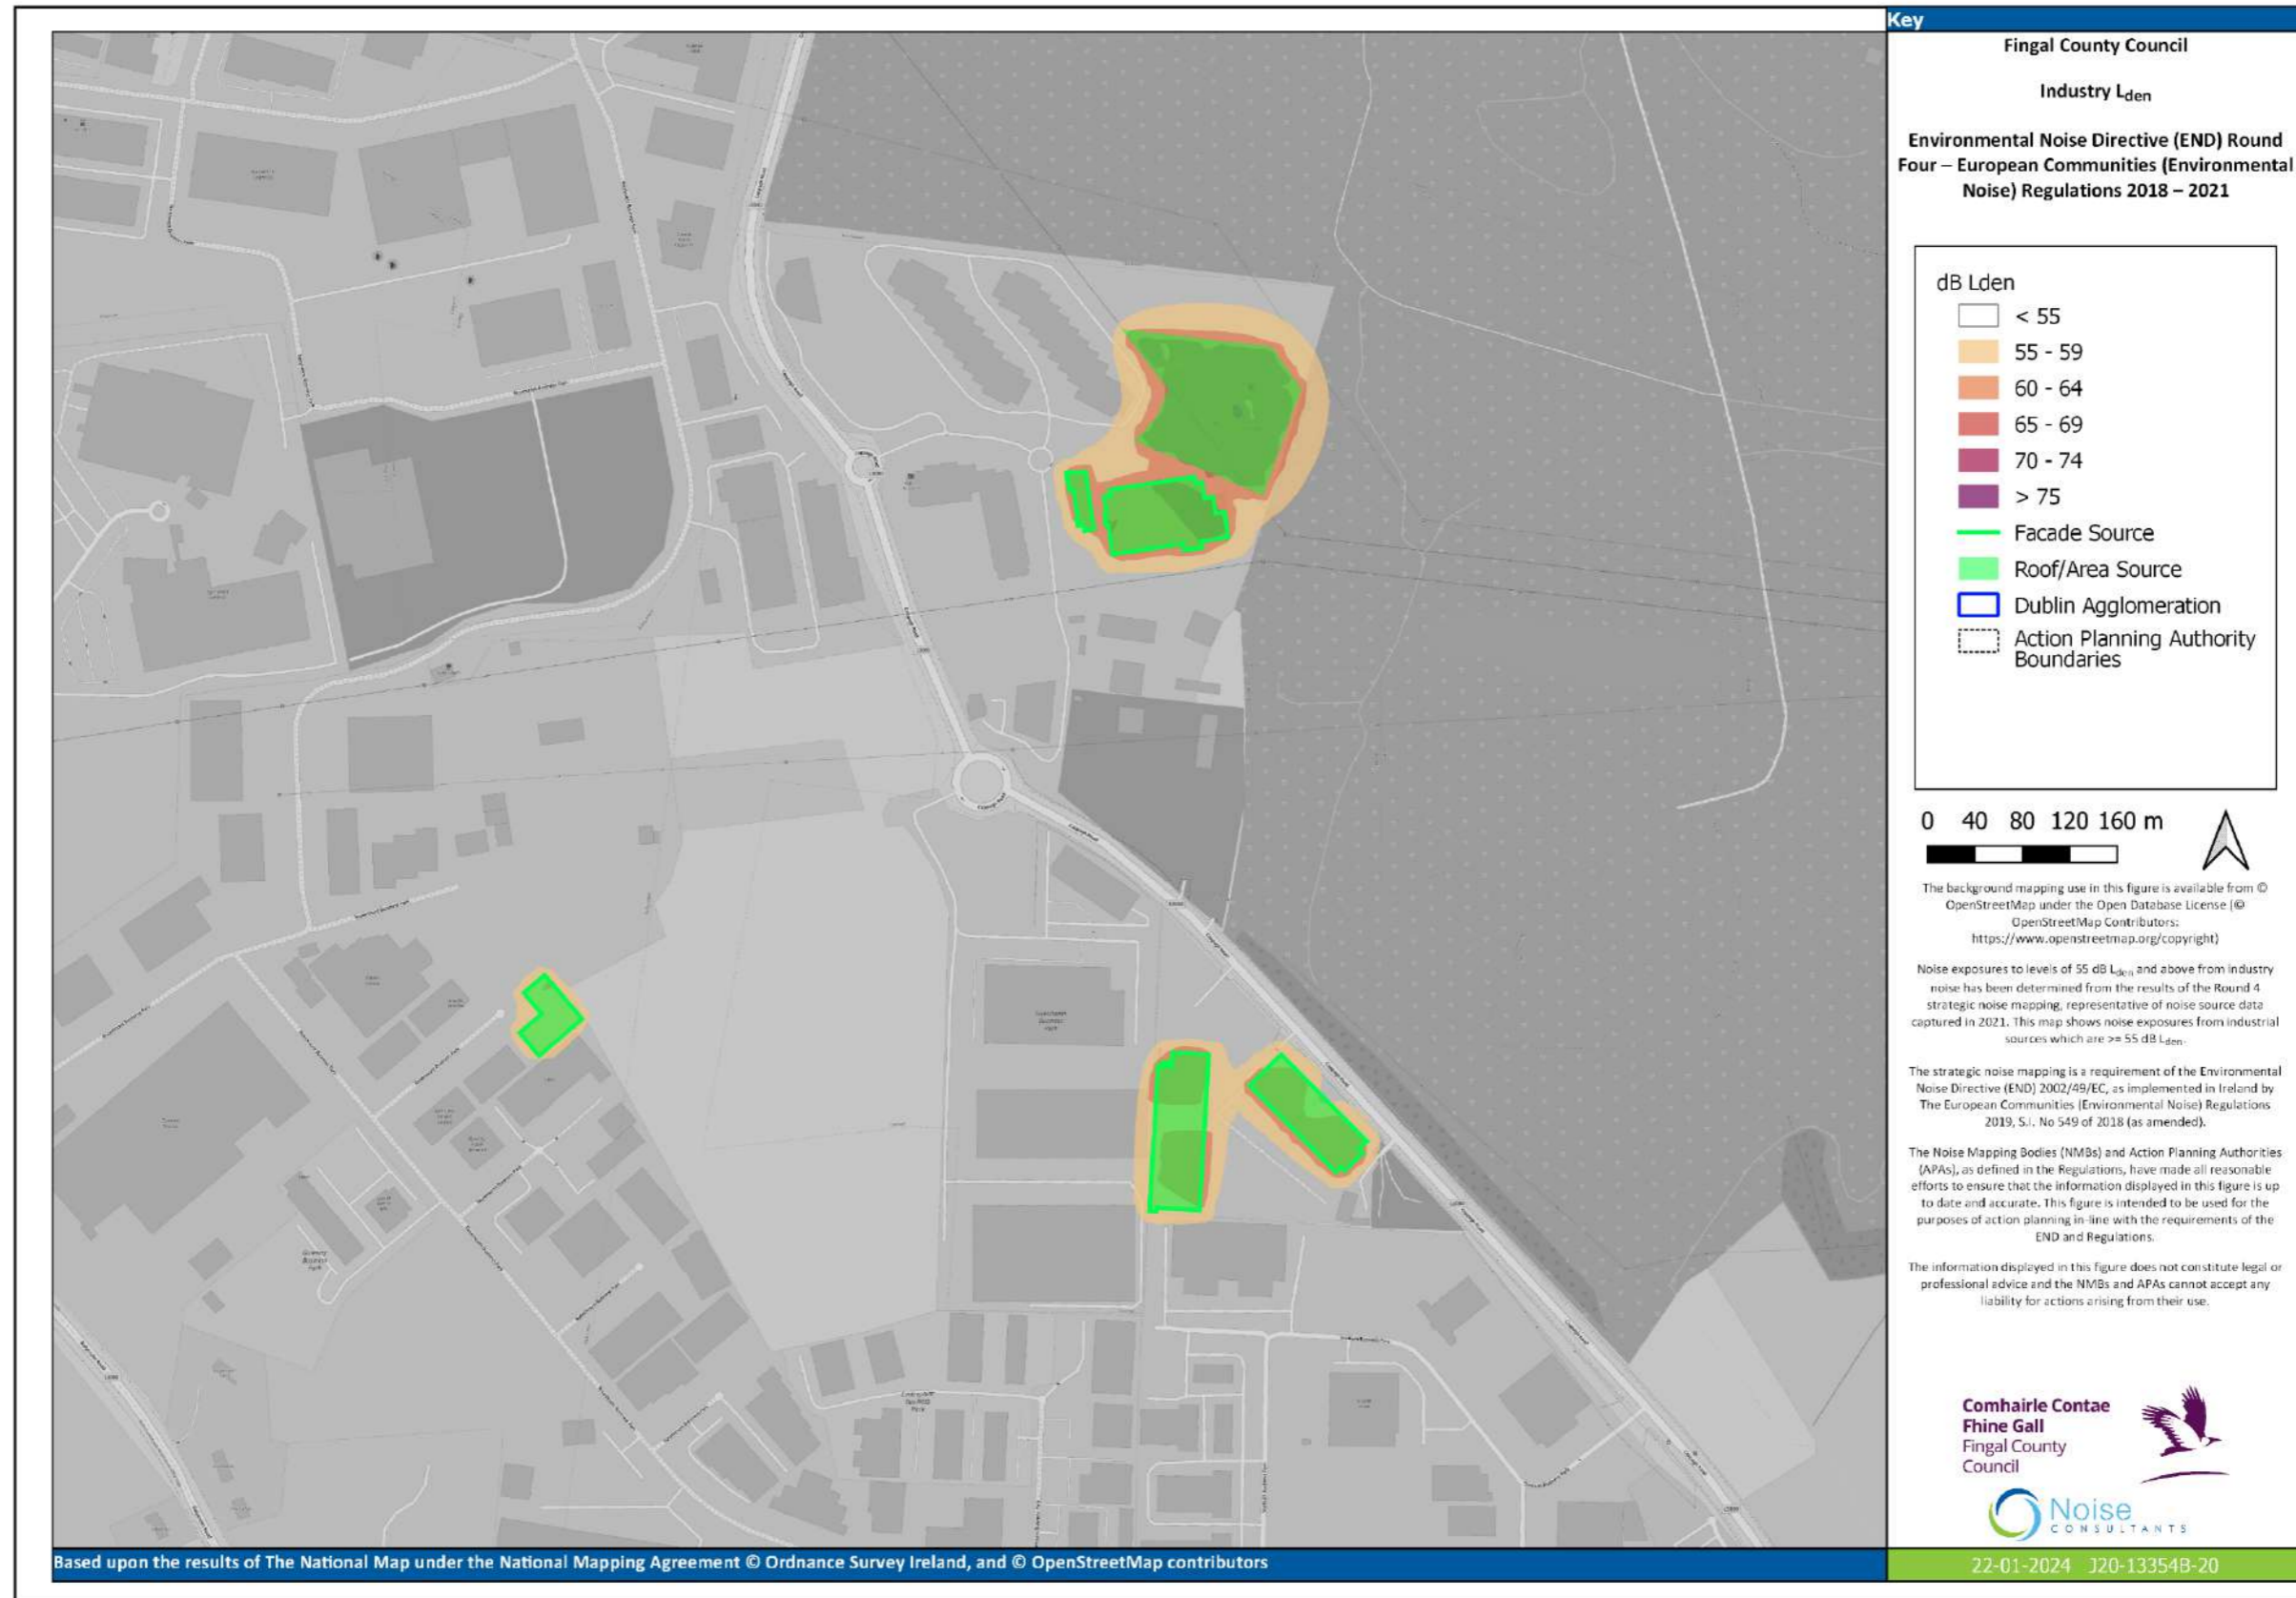 Key
Fingal County Council
Industry Lden
Environmental Noise Directive (END) Round
Four – European Communities (Environmental
Noise) Regulations 2018 – 2021
dB Lden
< 55
55 - 59
60 - 64
65 - 69
70 - 74
> 75
Facade Source
Roof/Area Source
Dublin Agglomeration
Action Planning Authority
Boundaries
0 40 80 120 160 m
The background mapping use in this figure is available from ©
OpenStreetMap under the Open Database License (©
OpenStreetMap Contributors:
https://www.openstreetmap.org/copyright)
Noise exposures to levels of 55 dB Lden and above from industry
noise has been determined from the results of the Round 4
strategic noise mapping, representative of noise source data
captured in 2021. This map shows noise exposures from industrial
sources which are >= 55 dB Lden.
The strategic noise mapping is a requirement of the Environmental
Noise Directive (END) 2002/49/EC, as implemented in Ireland by
The European Communities (Environmental Noise) Regulations
2019, S.I. No 549 of 2018 (as amended).
The Noise Mapping Bodies (NMBs) and Action Planning Authorities
(APAs), as defined in the Regulations, have made all reasonable
efforts to ensure that the information displayed in this figure is up
to date and accurate. This figure is intended to be used for the
purposes of action planning in-line with the requirements of the
END and Regulations.
The information displayed in this figure does not constitute legal or
professional advice and the NMBs and APAs cannot accept any
liability for actions arising from their use.
Comhairle Contae
Fhine Gall
Fingal County
Council
Noise
CONSULTANTS
Based upon the results of The National Map under the National Mapping Agreement © Ordnance Survey Ireland, and © OpenStreetMap contributors
22-01-2024 J20-13354B-20